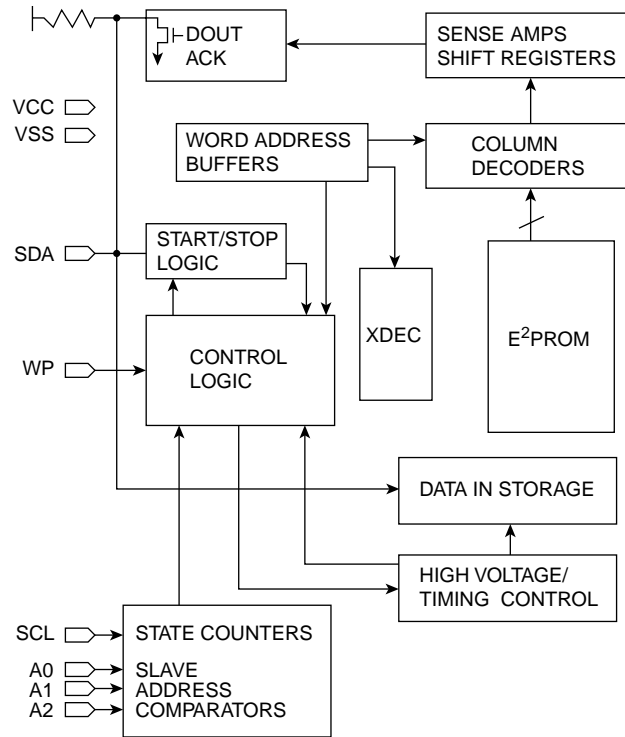 DOUT
ACK
SENSE AMPS
SHIFT REGISTERS
VCC
VSS
WORD ADDRESS
BUFFERS
COLUMN
DECODERS
SDA
START/STOP
LOGIC
XDEC
E²PROM
WP
CONTROL
LOGIC
DATA IN STORAGE
HIGH VOLTAGE/
TIMING CONTROL
SCL
STATE COUNTERS
A0
SLAVE
A1
ADDRESS
A2
COMPARATORS